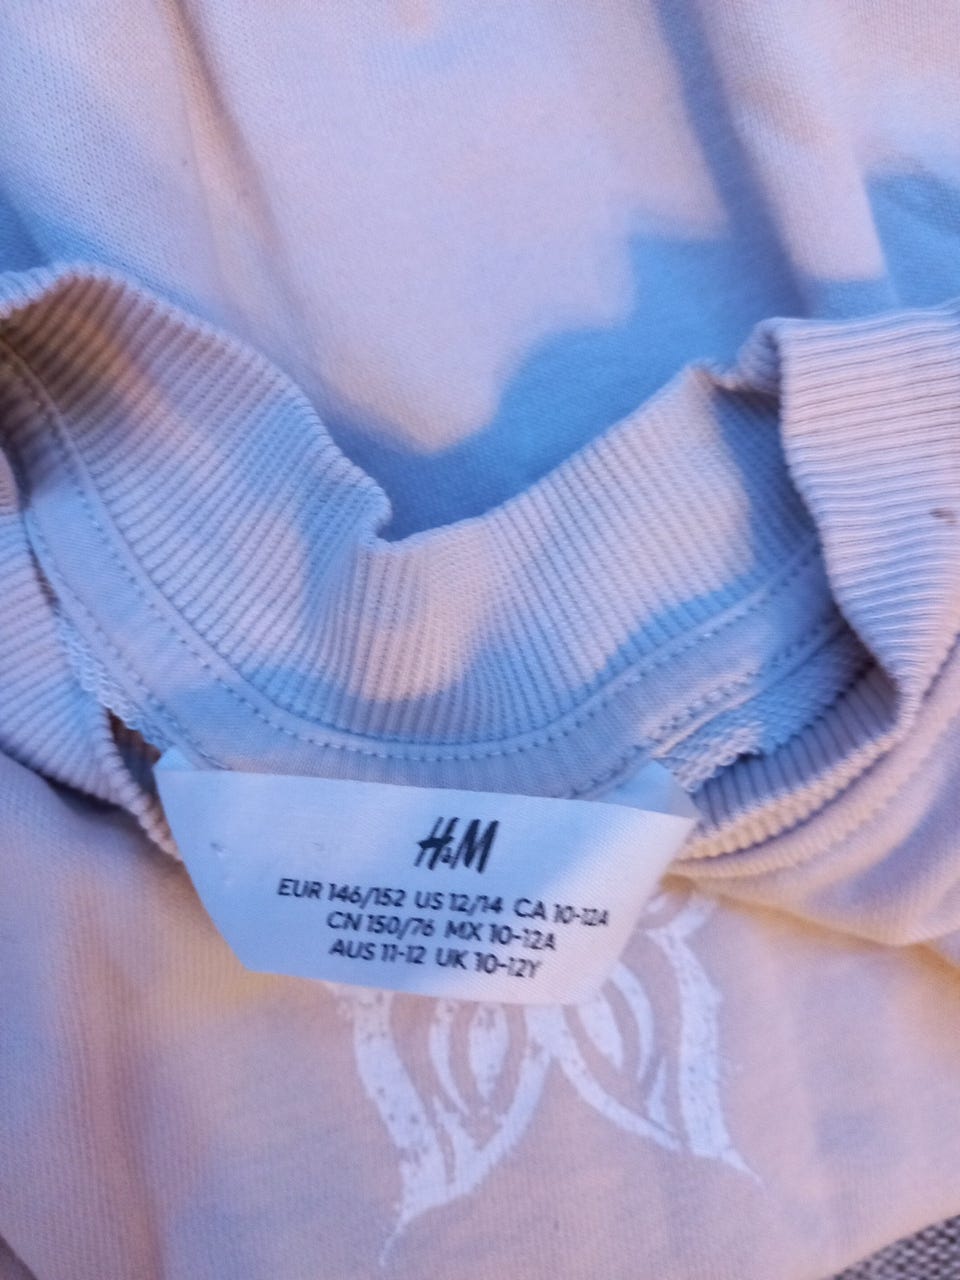 H&M
EUR 146/152 US 12/14 CA 10-12A
CN 150/76 MX 10-12A
AUS 11-12 UK 10-12Y